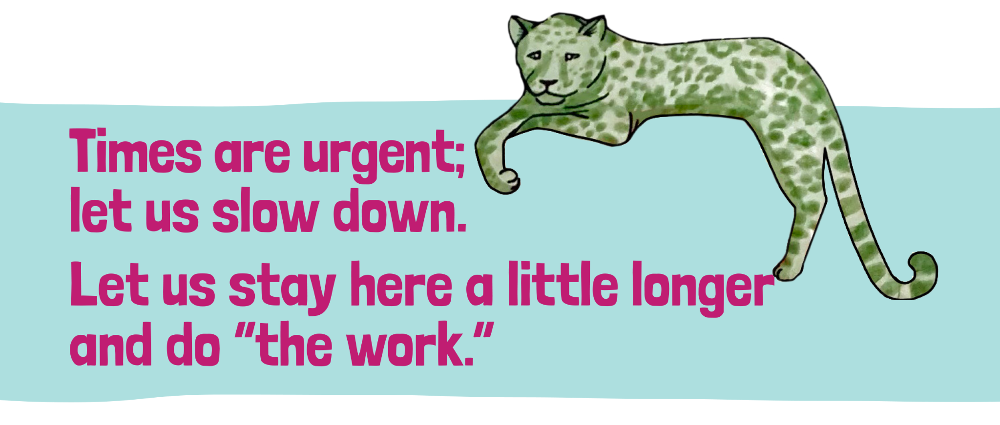 Times are urgent;
let us slow down.
Let us stay here a little longer
and do "the work."